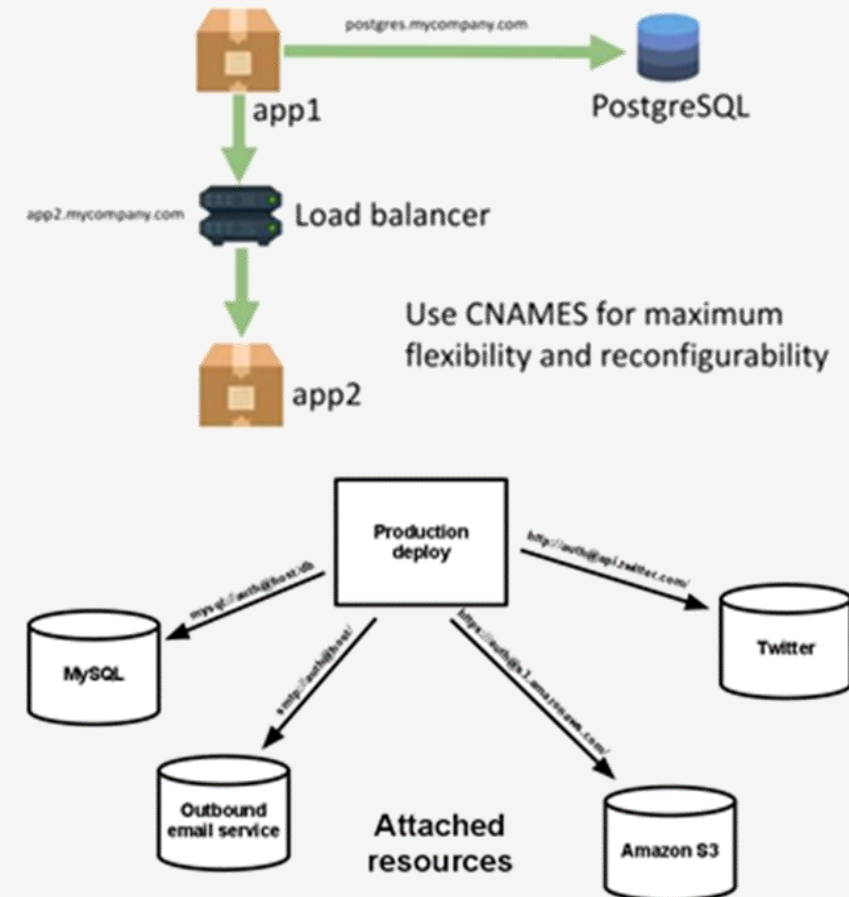 postgres.mycompany.com
app1
PostgreSQL
app2.mycompany.com
Load balancer
Use CNAMES for maximum
flexibility and reconfigurability
app2
Production
deploy
mysql://auth@host/db
http://auth@api.twitter.com/
smtp://auth@host/
https://auth@s3.amazonaws.com/
MySQL
Twitter
Outbound
email service
Attached
resources
Amazon S3